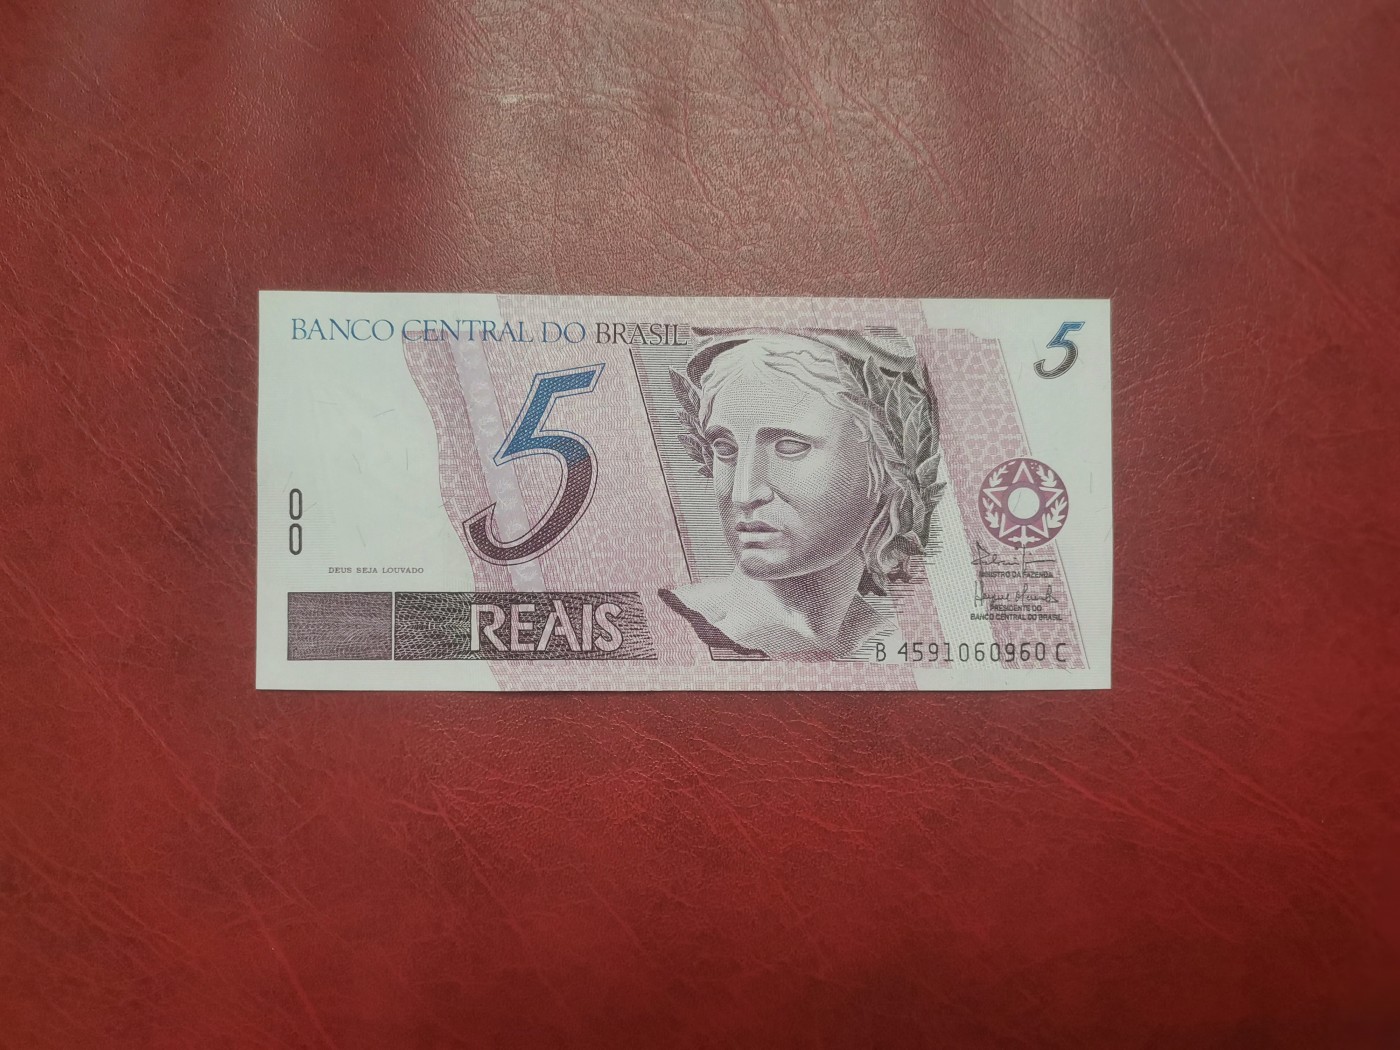 BANCO CENTRAL DO BRASIL
5
5
DEUS SEJA LOUVADO
REAIS
MINISTRO DA FAZENDA
PRESIDENTE DO
BANCO CENTRAL DO BRASIL
B 4591060960 C